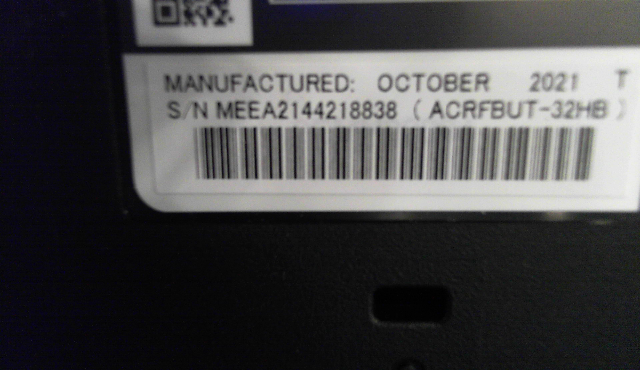 MANUFACTURED: OCTOBER 2021 T
S/N MEEA2144218838 ( ACRFBUT-32HB )